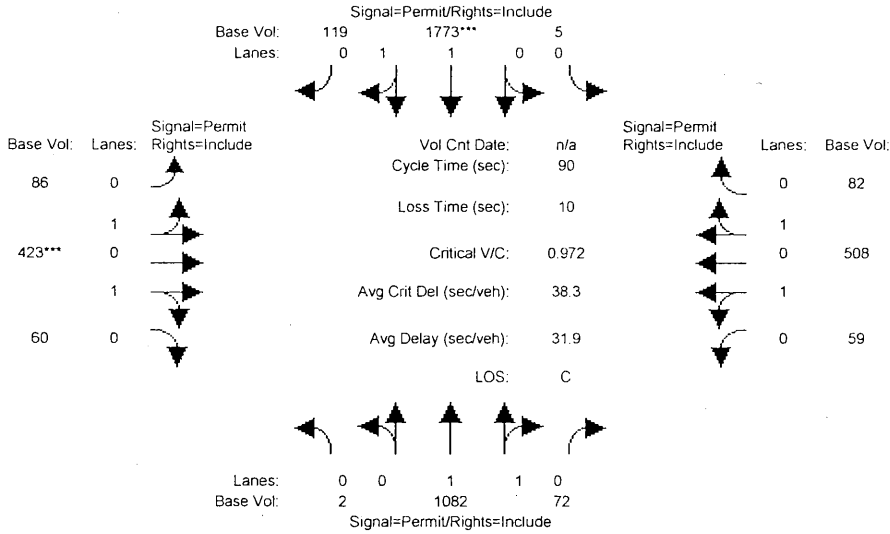 Signal=Permit/Rights=Include
Base Vol: 119 1773*** 5
Lanes: 0 1 1 0 0
Signal=Permit
Base Vol: Lanes: Rights=Include
Vol Cnt Date: n/a
Signal=Permit
Rights=Include Lanes: Base Vol:
Cycle Time (sec): 90
86 0
0 82
Loss Time (sec): 10
1
1
423*** 0
Critical V/C: 0.972
0 508
1
Avg Crit Del (sec/veh): 38.3
1
60 0
Avg Delay (sec/veh): 31.9
0 59
LOS: C
Lanes: 0 0 1 1 0
Base Vol: 2 1082 72
Signal=Permit/Rights=Include